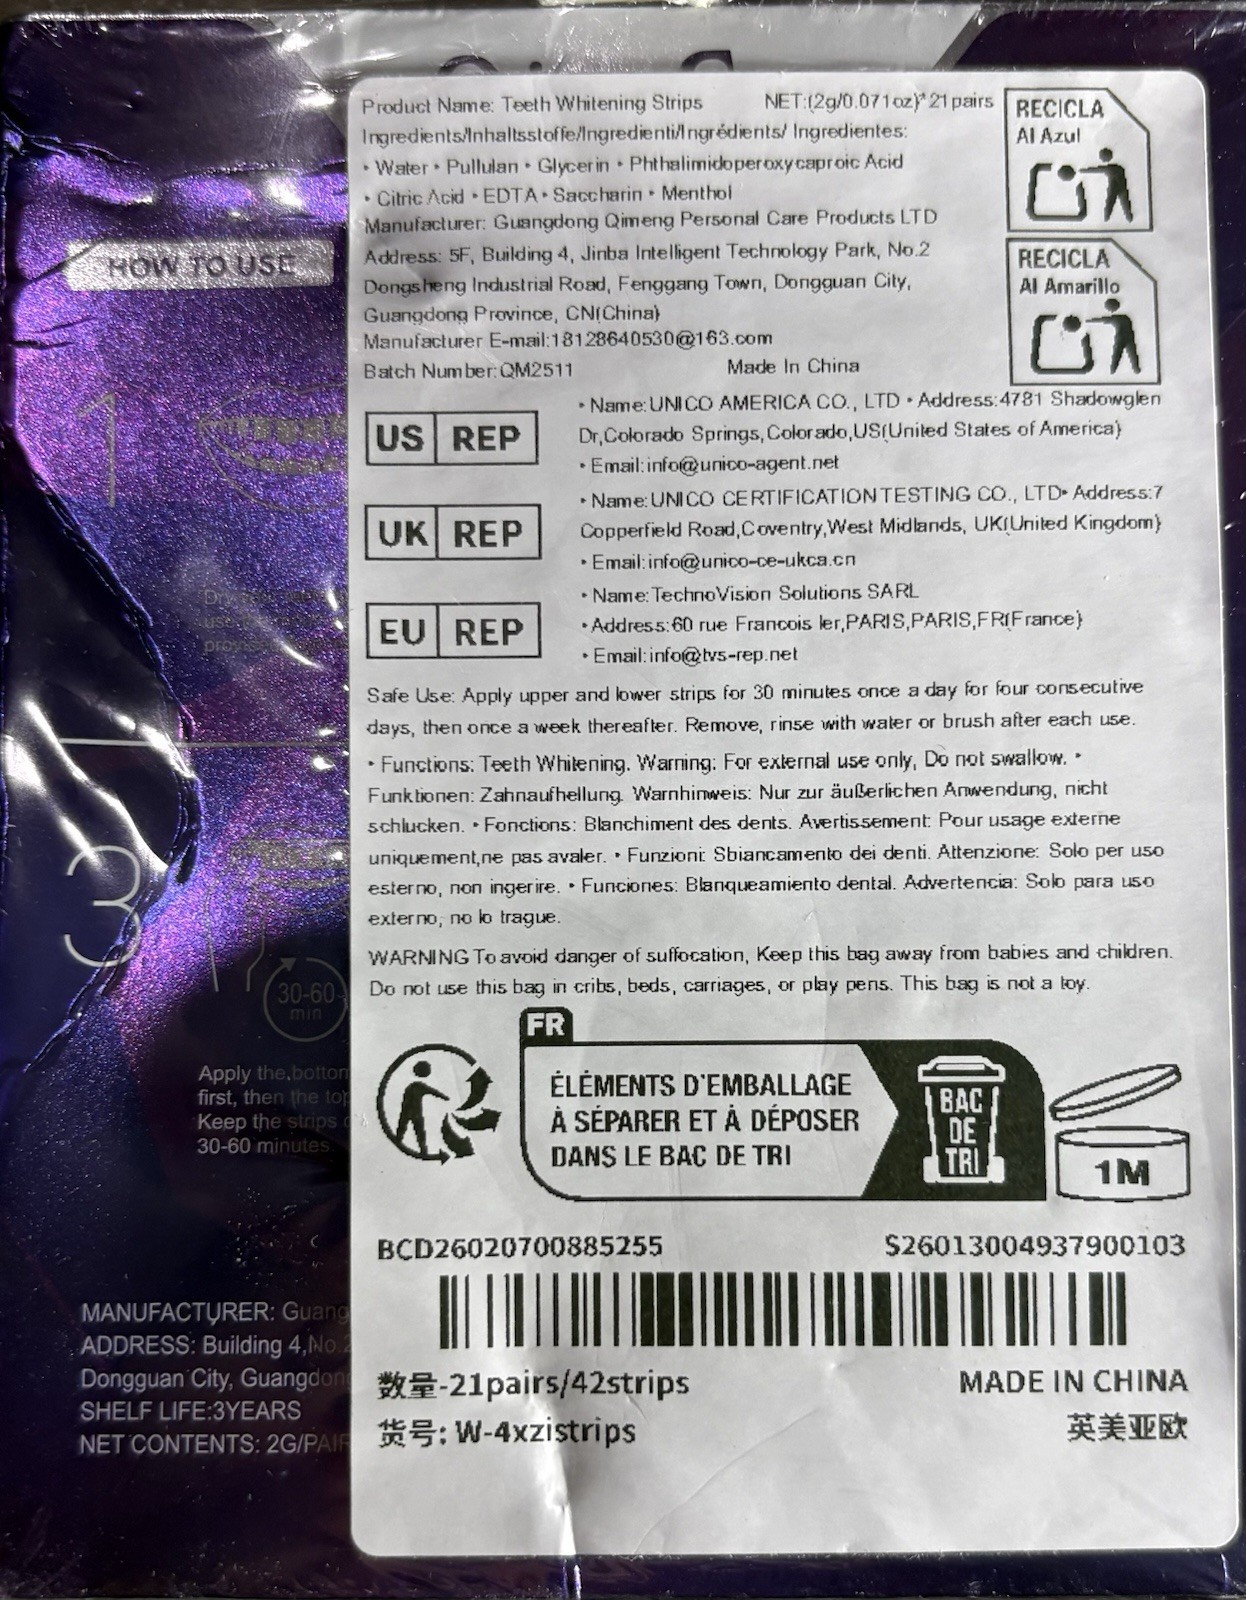 Product Name: Teeth Whitening Strips NET:(2g/0.071oz)*21pairs
Ingredients/Inhaltsstoffe/Ingredienti/Ingrédients/ Ingredientes:
• Water • Pullulan • Glycerin • Phthalimidoperoxycaproic Acid
• Citric Acid • EDTA • Saccharin • Menthol
Manufacturer: Guangdong Qimeng Personal Care Products LTD
Address: 5F, Building 4, Jinba Intelligent Technology Park, No.2
Dongsheng Industrial Road, Fenggang Town, Dongguan City,
Guangdong Province, CN(China)
Manufacturer E-mail:18128640530@163.com
Batch Number:QM2511 Made In China
RECICLA
Al Azul
RECICLA
Al Amarillo
US REP
• Name:UNICO AMERICA CO., LTD • Address:4781 Shadowglen
Dr,Colorado Springs,Colorado,US(United States of America)
• Email:info@unico-agent.net
UK REP
• Name:UNICO CERTIFICATION TESTING CO., LTD• Address:7
Copperfield Road,Coventry,West Midlands, UK(United Kingdom)
• Email:info@unico-ce-ukca.cn
EU REP
• Name:TechnoVision Solutions SARL
• Address:60 rue Francois ler,PARIS,PARIS,FR(France)
• Email:info@tvs-rep.net
Safe Use: Apply upper and lower strips for 30 minutes once a day for four consecutive
days, then once a week thereafter. Remove, rinse with water or brush after each use.
• Functions: Teeth Whitening. Warning: For external use only, Do not swallow. •
Funktionen: Zahnaufhellung. Warnhinweis: Nur zur äußerlichen Anwendung, nicht
schlucken. • Fonctions: Blanchiment des dents. Avertissement: Pour usage externe
uniquement,ne pas avaler. • Funzioni: Sbiancamento dei denti. Attenzione: Solo per uso
esterno, non ingerire. • Funciones: Blanqueamiento dental. Advertencia: Solo para uso
externo, no lo trague.
WARNING To avoid danger of suffocation, Keep this bag away from babies and children.
Do not use this bag in cribs, beds, carriages, or play pens. This bag is not a toy.
FR
ÉLÉMENTS D'EMBALLAGE
À SÉPARER ET À DÉPOSER
DANS LE BAC DE TRI
BAC
DE
TRI
1M
BCD26020700885255 S26013004937900103
数量-21pairs/42strips MADE IN CHINA
货号: W-4xzistrips 英美亚欧
HOW TO USE
1
3
30-60
min
Apply the bottom
first, then the top
Keep the strips
30-60 minutes.
MANUFACTURER: Guang
ADDRESS: Building 4,No.2
Dongguan City, Guangdon
SHELF LIFE:3YEARS
NET CONTENTS: 2G/PAIR